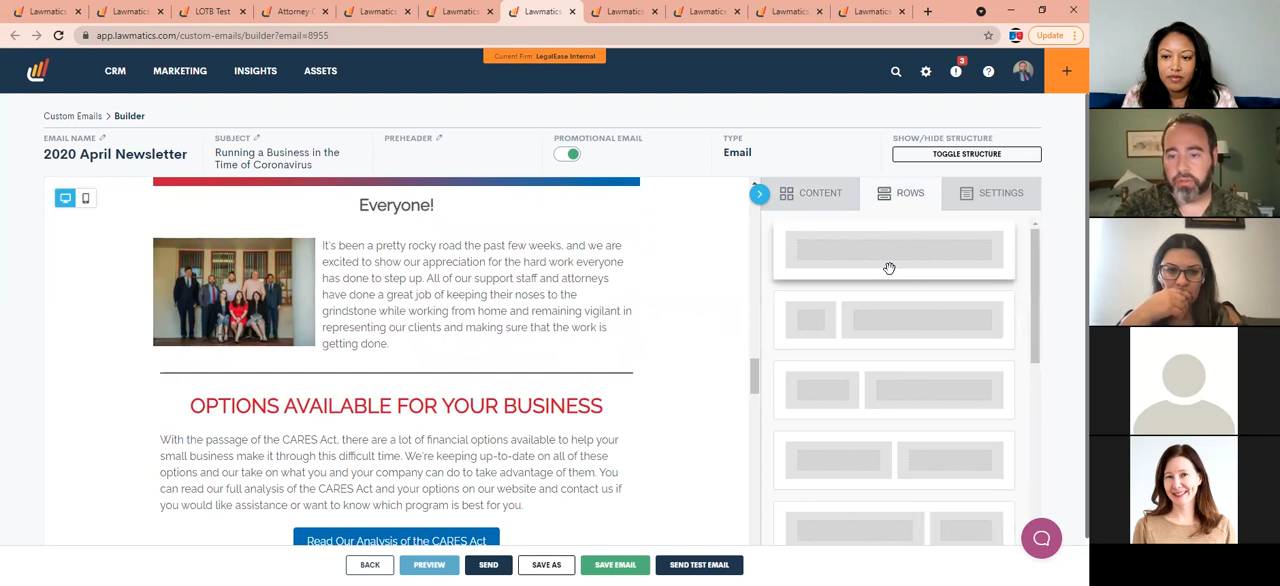 Lawmatics
Lawmatics
LOTB Test
Attorney C
Lawmatics
Lawmatics
Lawmatics
Lawmatics
Lawmatics
Lawmatics
Lawmatics
app.lawmatics.com/custom-emails/builder?email=8955
Update
Current Firm: LegalEase Internal
CRM
MARKETING
INSIGHTS
ASSETS
3
Custom Emails > Builder
EMAIL NAME
2020 April Newsletter
SUBJECT
Running a Business in the
Time of Coronavirus
PREHEADER
PROMOTIONAL EMAIL
TYPE
Email
SHOW/HIDE STRUCTURE
TOGGLE STRUCTURE
CONTENT
ROWS
SETTINGS
Everyone!
It's been a pretty rocky road the past few weeks, and we are
excited to show our appreciation for the hard work everyone
has done to step up. All of our support staff and attorneys
have done a great job of keeping their noses to the
grindstone while working from home and remaining vigilant in
representing our clients and making sure that the work is
getting done.
OPTIONS AVAILABLE FOR YOUR BUSINESS
With the passage of the CARES Act, there are a lot of financial options available to help your
small business make it through this difficult time. We're keeping up-to-date on all of these
options and our take on what you and your company can do to take advantage of them. You
can read our full analysis of the CARES Act and your options on our website and contact us if
you would like assistance or want to know which program is best for you.
Read Our Analysis of the CARES Act
BACK
PREVIEW
SEND
SAVE AS
SAVE EMAIL
SEND TEST EMAIL